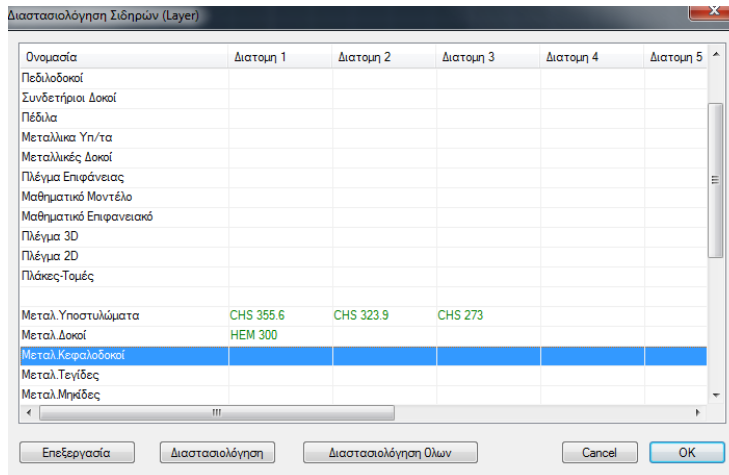 Διαστασιολόγηση Σιδηρών (Layer)
Ονομασία Διατομη 1 Διατομη 2 Διατομη 3 Διατομη 4 Διατομη 5
Πεδιλοδοκοί
Συνδετήριοι Δοκοί
Πέδιλα
Μεταλλικα Υπ/τα
Μεταλλικές Δοκοί
Πλέγμα Επιφάνειας
Μαθηματικό Μοντέλο
Μαθηματικό Επιφανειακό
Πλέγμα 3D
Πλέγμα 2D
Πλάκες-Τομές
Μεταλ.Υποστυλώματα CHS 355.6 CHS 323.9 CHS 273
Μεταλ.Δοκοί HEM 300
Μεταλ.Κεφαλοδοκοί
Μεταλ.Τεγίδες
Μεταλ.Μηκίδες
Επεξεργασία Διαστασιολόγηση Διαστασιολόγηση Ολων Cancel OK